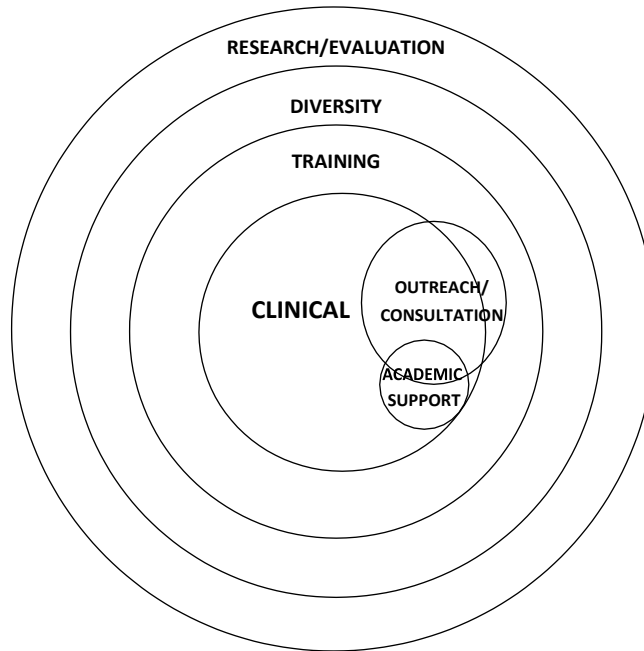 RESEARCH/EVALUATION
DIVERSITY
TRAINING
CLINICAL
OUTREACH/
CONSULTATION
ACADEMIC
SUPPORT